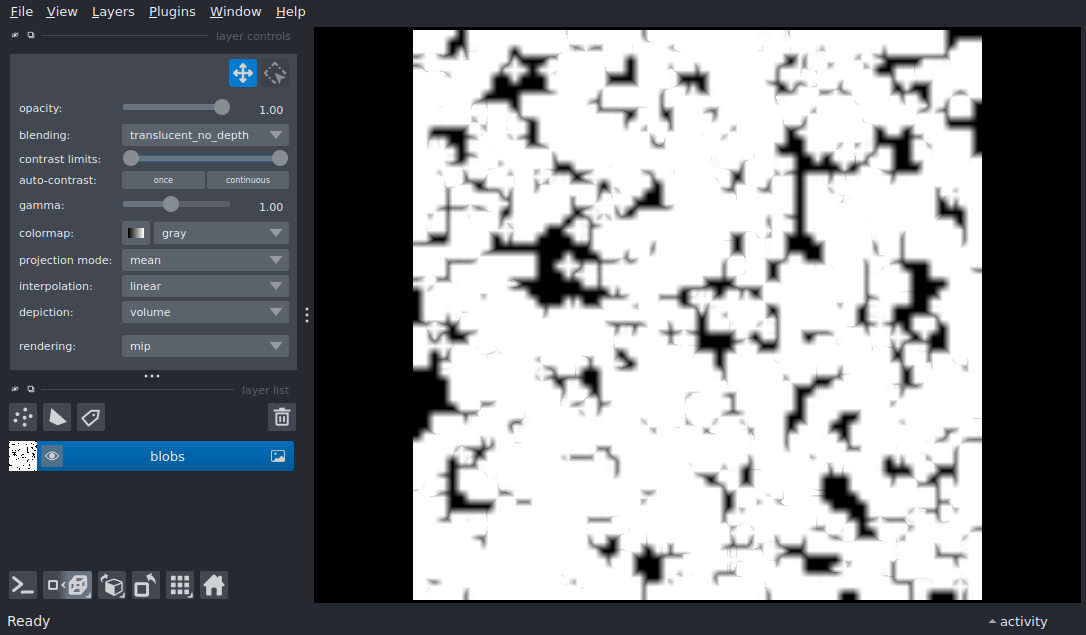 File View Layers Plugins Window Help
layer controls
opacity: 1.00
blending: translucent_no_depth
contrast limits:
auto-contrast: once continuous
gamma: 1.00
colormap: gray
projection mode: mean
interpolation: linear
depiction: volume
rendering: mip
layer list
blobs
Ready activity